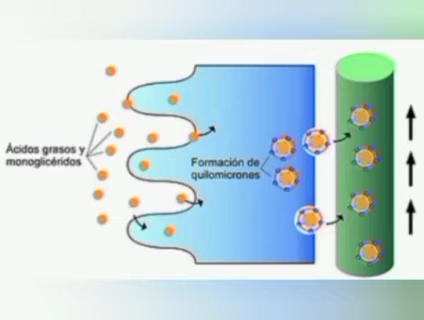 Ácidos grasos y
monoglicéridos
Formación de
quilomicrones